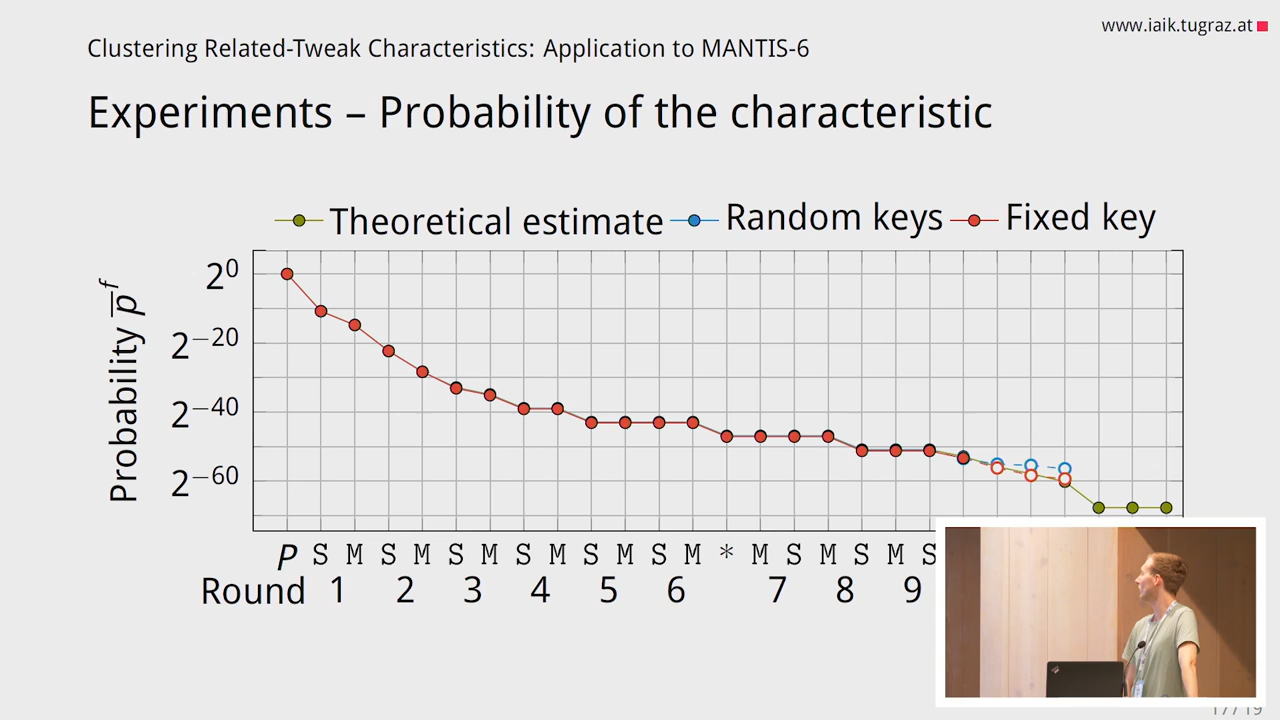 www.iaik.tugraz.at
Clustering Related-Tweak Characteristics: Application to MANTIS-6
Experiments – Probability of the characteristic
Theoretical estimate Random keys Fixed key
Probability p̅ᶠ
2⁰
2⁻²⁰
2⁻⁴⁰
2⁻⁶⁰
P S M S M S M S M S M S M * M S M S M S
Round 1 2 3 4 5 6 7 8 9
17/19